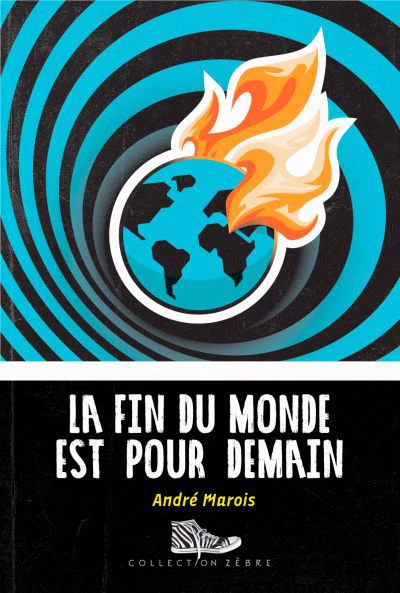 LA FIN DU MONDE
EST POUR DEMAIN
André Marois
COLLECTION ZÈBRE